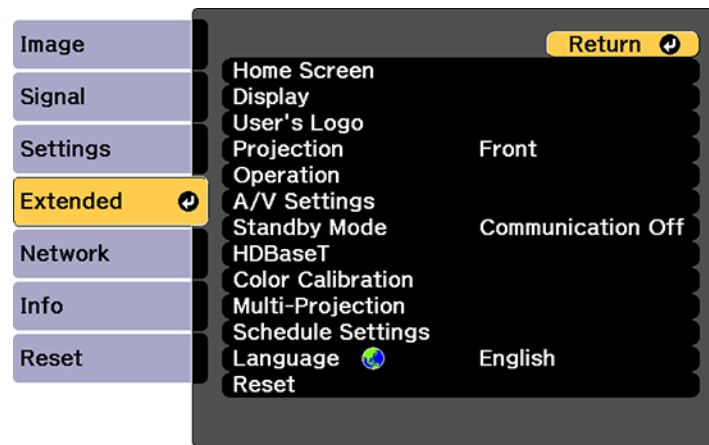 Image
Signal
Settings
Extended
Network
Info
Reset
Return
Home Screen
Display
User's Logo
Projection Front
Operation
A/V Settings
Standby Mode Communication Off
HDBaseT
Color Calibration
Multi-Projection
Schedule Settings
Language English
Reset